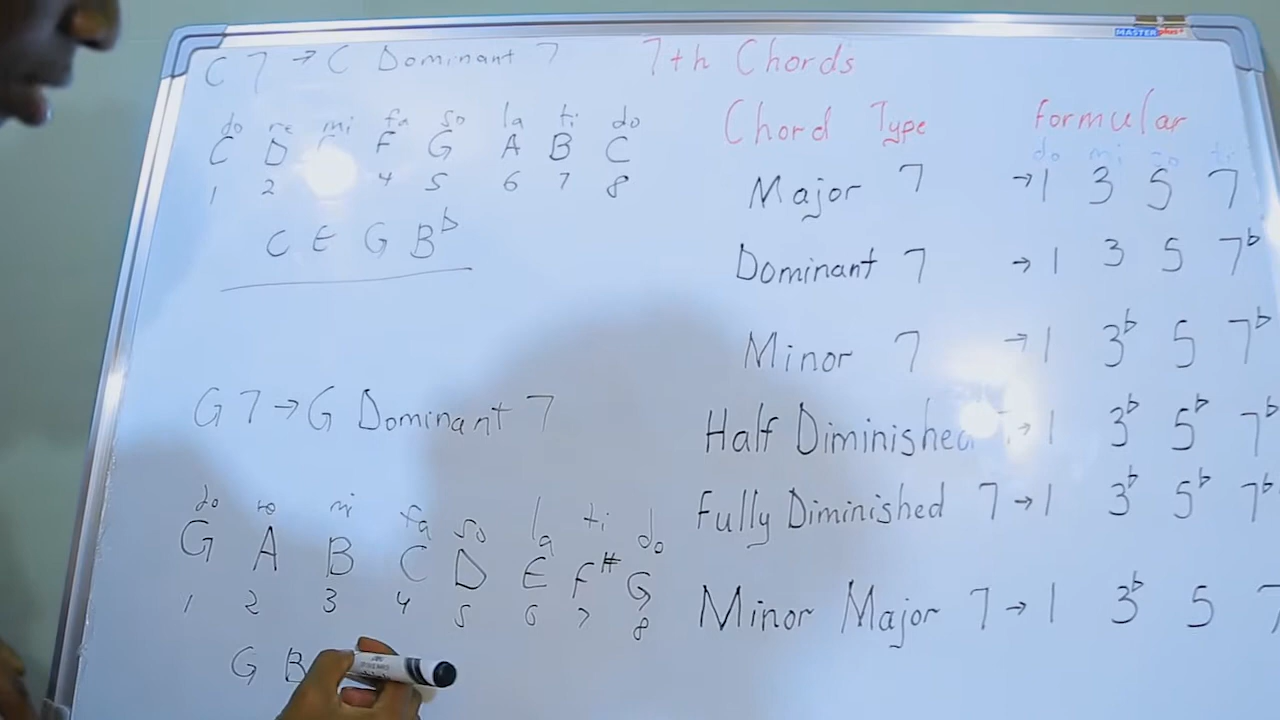 MASTER plus+
C7 → C Dominant 7
7th Chords
do re mi fa so la ti do
C D F G A B C
1 2 4 5 6 7 8
C E G B♭
G7 → G Dominant 7
do re mi fa so la ti do
G A B C D E F# G
1 2 3 4 5 6 7 8
G B
Chord Type formular
do mi so ti
Major 7 → 1 3 5 7
Dominant 7 → 1 3 5 7♭
Minor 7 → 1 3♭ 5 7♭
Half Diminished → 1 3♭ 5♭ 7♭
Fully Diminished 7 → 1 3♭ 5♭ 7♭
Minor Major 7 → 1 3♭ 5 7